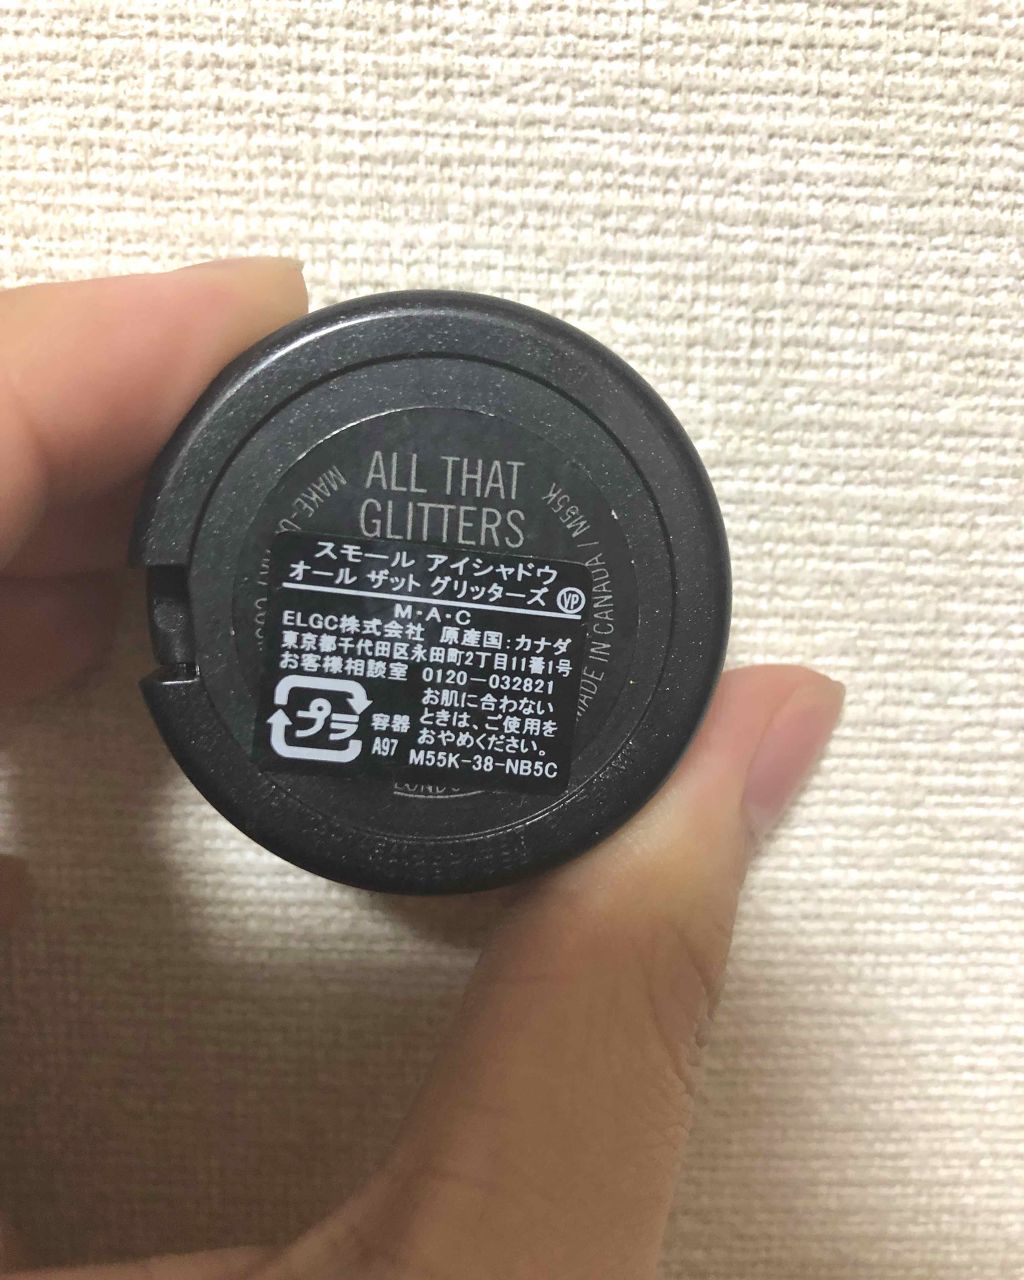 ALL THAT
GLITTERS
MADE IN CANADA / M55K
スモール アイシャドウ
オール ザット グリッターズ VP
M・A・C
ELGC株式会社 原産国:カナダ
東京都千代田区永田町2丁目11番1号
お客様相談室 0120-032821
お肌に合わない
ときは、ご使用を
おやめください。
プラ 容器
A97 M55K-38-NB5C